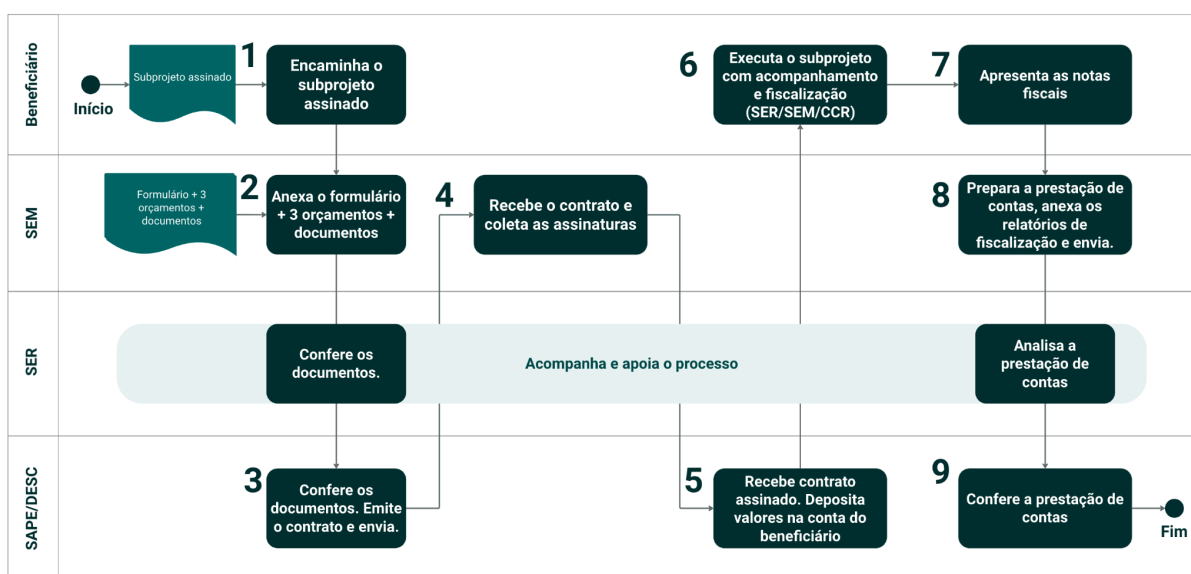 Beneficiário
Início
Subprojeto assinado
1
Encaminha o
subprojeto
assinado
6
Executa o subprojeto
com acompanhamento
e fiscalização
(SER/SEM/CCR)
7
Apresenta as notas
fiscais
SEM
Formulário + 3
orçamentos +
documentos
2
Anexa o formulário
+ 3 orçamentos +
documentos
4
Recebe o contrato e
coleta as assinaturas
8
Prepara a prestação de
contas, anexa os
relatórios de
fiscalização e envia.
SER
Confere os
documentos.
Acompanha e apoia o processo
Analisa a
prestação de
contas
SAPE/DESC
3
Confere os
documentos. Emite
o contrato e envia.
5
Recebe contrato
assinado. Deposita
valores na conta do
beneficiário
9
Confere a prestação de
contas
Fim